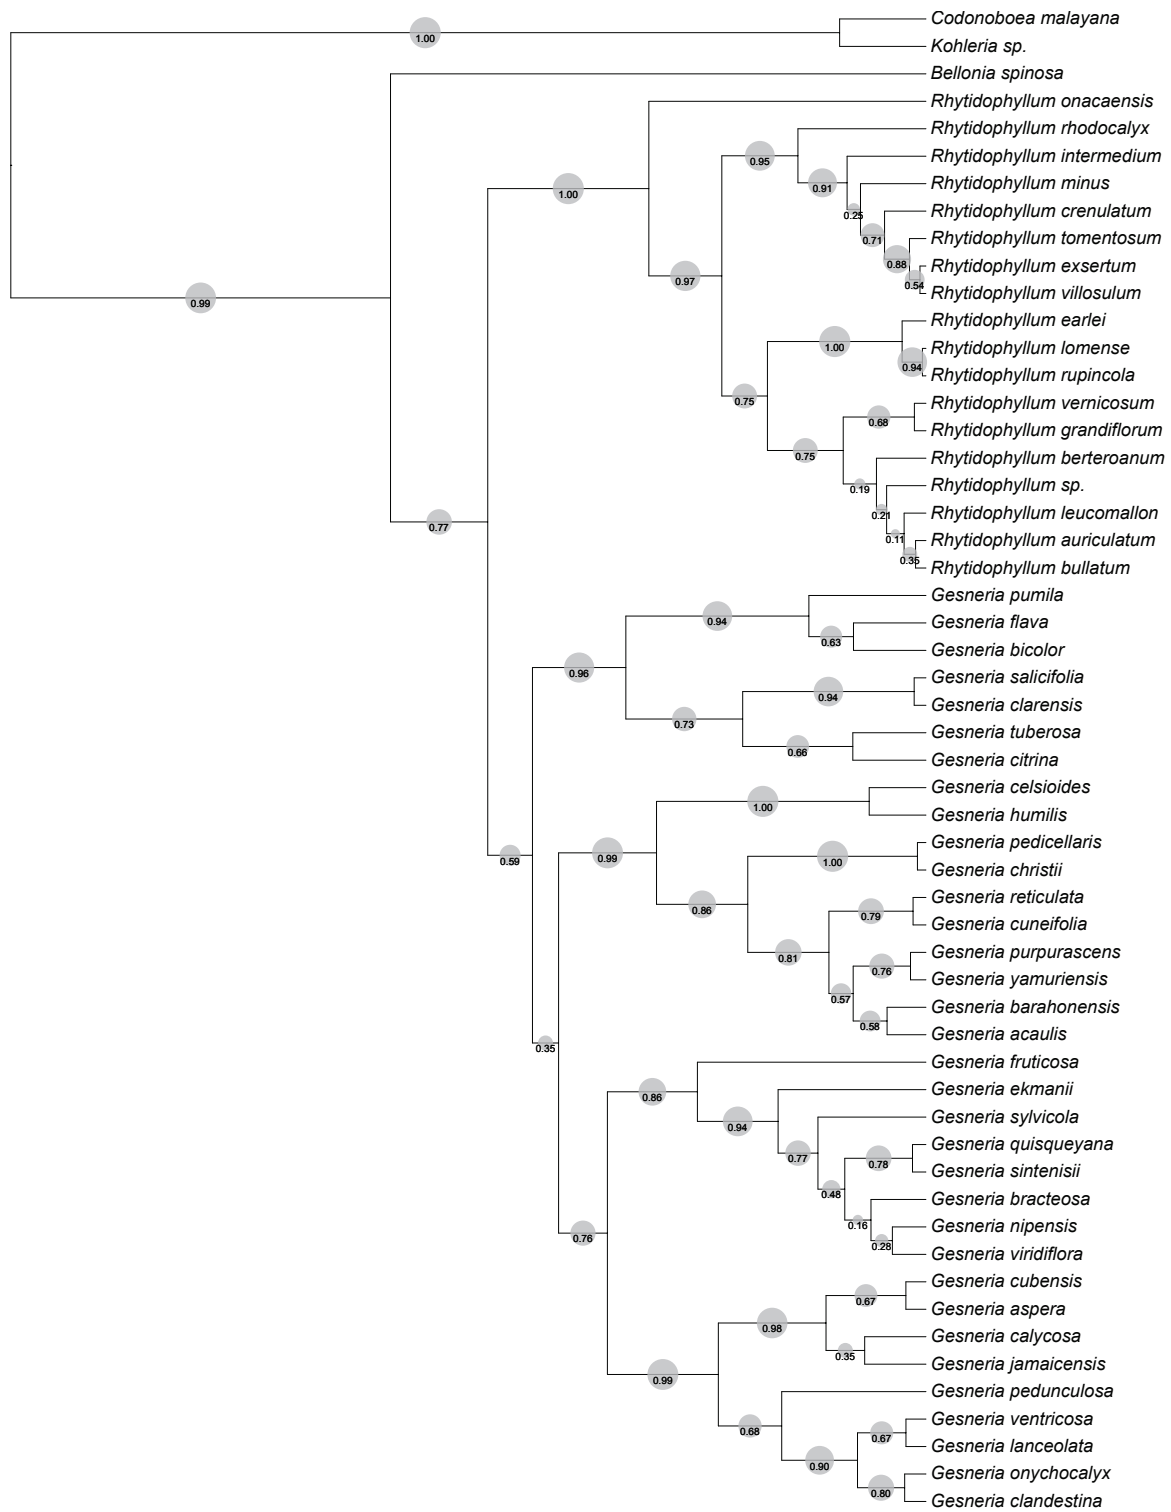 Codonoboea malayana
1.00
Kohleria sp.
Bellonia spinosa
Rhytidophyllum onacaensis
Rhytidophyllum rhodocalyx
0.95
Rhytidophyllum intermedium
0.91
1.00
Rhytidophyllum minus
0.25
Rhytidophyllum crenulatum
0.71
Rhytidophyllum tomentosum
0.88
Rhytidophyllum exsertum
0.97
0.54
Rhytidophyllum villosulum
0.99
Rhytidophyllum earlei
1.00
Rhytidophyllum lomense
0.94
Rhytidophyllum rupincola
0.75
Rhytidophyllum vernicosum
0.68
Rhytidophyllum grandiflorum
0.75
Rhytidophyllum berteroanum
0.19
Rhytidophyllum sp.
0.21
Rhytidophyllum leucomallon
0.77
0.11
Rhytidophyllum auriculatum
0.35
Rhytidophyllum bullatum
Gesneria pumila
0.94
Gesneria flava
0.63
Gesneria bicolor
0.96
Gesneria salicifolia
0.94
Gesneria clarensis
0.73
Gesneria tuberosa
0.66
Gesneria citrina
Gesneria celsioides
1.00
Gesneria humilis
Gesneria pedicellaris
0.59
0.99
1.00
Gesneria christii
Gesneria reticulata
0.86
0.79
Gesneria cuneifolia
Gesneria purpurascens
0.81
0.76
Gesneria yamuriensis
0.57
Gesneria barahonensis
0.58
Gesneria acaulis
0.35
Gesneria fruticosa
0.86
Gesneria ekmanii
Gesneria sylvicola
0.94
Gesneria quisqueyana
0.77
0.78
Gesneria sintenisii
0.48
Gesneria bracteosa
0.16
Gesneria nipensis
0.76
0.28
Gesneria viridiflora
Gesneria cubensis
0.67
Gesneria aspera
0.98
Gesneria calycosa
0.35
Gesneria jamaicensis
0.99
Gesneria pedunculosa
Gesneria ventricosa
0.68
0.67
Gesneria lanceolata
0.90
Gesneria onychocalyx
0.80
Gesneria clandestina